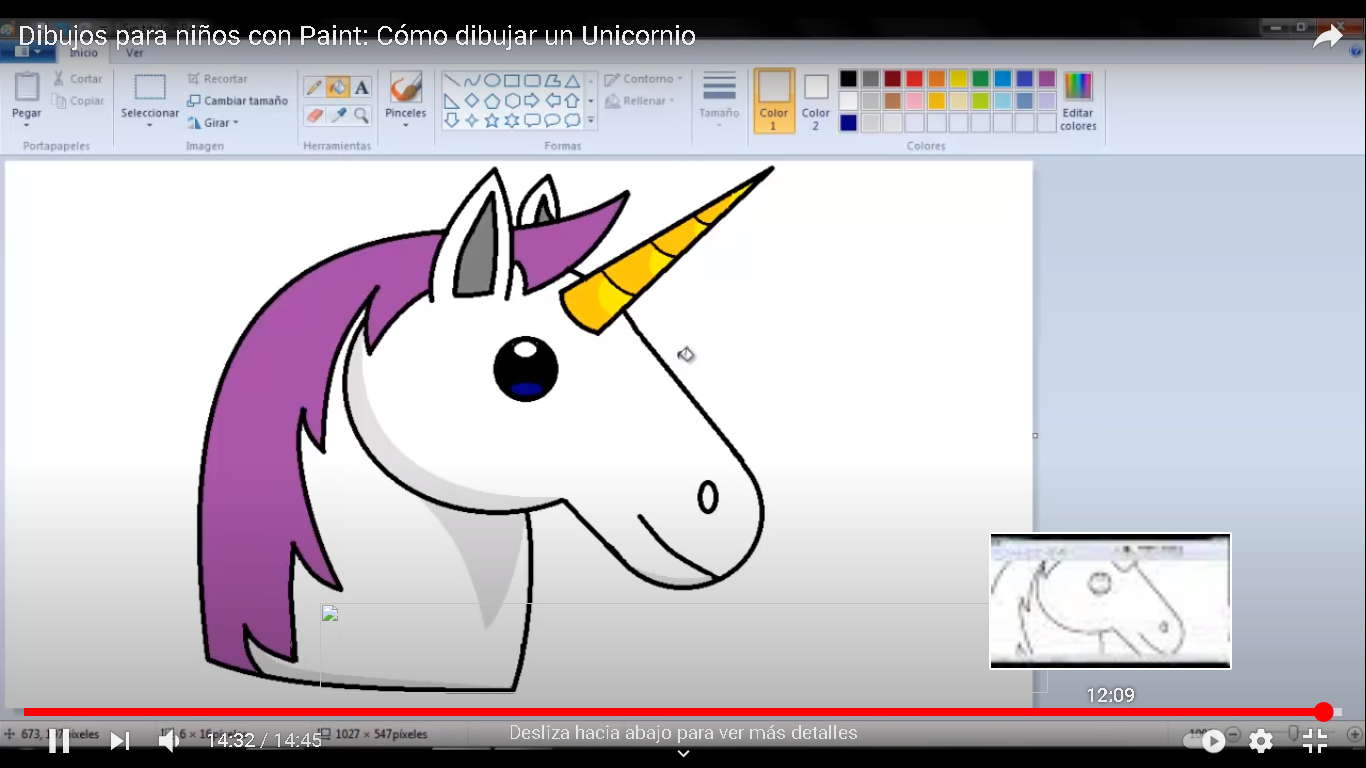 Dibujos para niños con Paint: Cómo dibujar un Unicornio
Inicio Ver
Pegar
Cortar
Copiar
Portapapeles
Seleccionar
Recortar
Cambiar tamaño
Girar
Imagen
A
Herramientas
Pinceles
Contorno
Rellenar
Formas
Tamaño
Color
1
Color
2
Editar
colores
Colores
12:09
14:32 / 14:45
1027 × 547píxeles
Desliza hacia abajo para ver más detalles